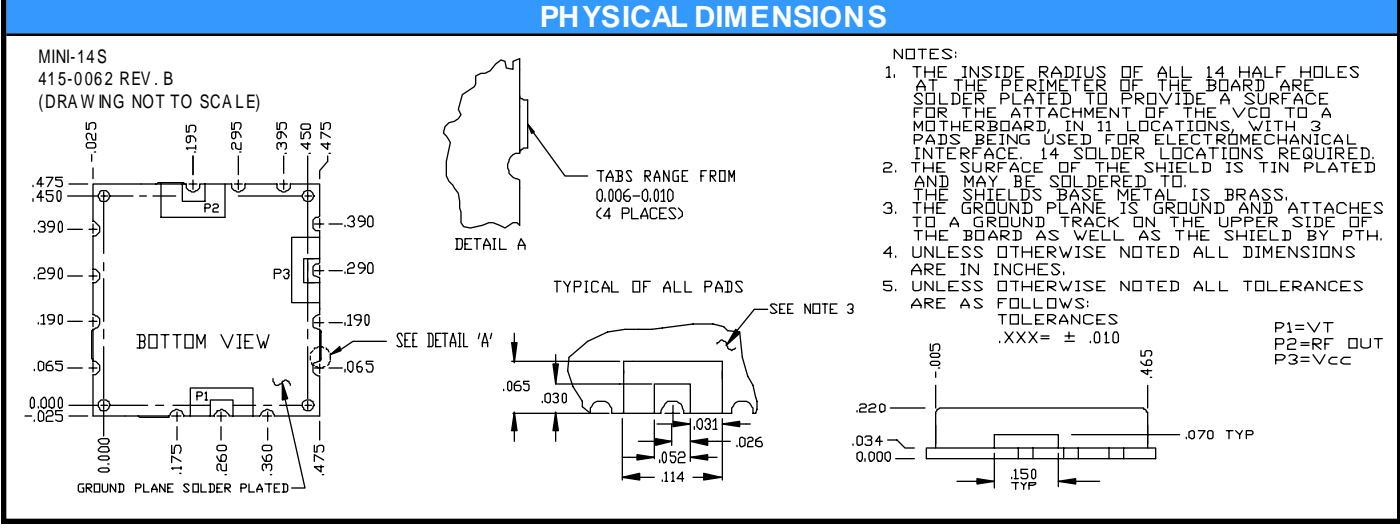 PHYSICAL DIMENSIONS
MINI-14S
415-0062 REV. B
(DRAWING NOT TO SCALE)
-.025
.195
.295
.395
.450
.475
.475
.450
.390
.290
.190
.065
0.000
-.025
P2
P3
P1
.390
.290
.190
.065
BOTTOM VIEW
SEE DETAIL 'A'
0.000
.175
.260
.360
.475
GROUND PLANE SOLDER PLATED
TABS RANGE FROM
0.006-0.010
(4 PLACES)
DETAIL A
TYPICAL OF ALL PADS
SEE NOTE 3
.065
.030
.031
.026
.052
.114
NOTES:
1. THE INSIDE RADIUS OF ALL 14 HALF HOLES
AT THE PERIMETER OF THE BOARD ARE
SOLDER PLATED TO PROVIDE A SURFACE
FOR THE ATTACHMENT OF THE VCO TO A
MOTHERBOARD, IN 11 LOCATIONS, WITH 3
PADS BEING USED FOR ELECTROMECHANICAL
INTERFACE. 14 SOLDER LOCATIONS REQUIRED.
2. THE SURFACE OF THE SHIELD IS TIN PLATED
AND MAY BE SOLDERED TO.
THE SHIELDS BASE METAL IS BRASS.
3. THE GROUND PLANE IS GROUND AND ATTACHES
TO A GROUND TRACK ON THE UPPER SIDE OF
THE BOARD AS WELL AS THE SHIELD BY PTH.
4. UNLESS OTHERWISE NOTED ALL DIMENSIONS
ARE IN INCHES.
5. UNLESS OTHERWISE NOTED ALL TOLERANCES
ARE AS FOLLOWS:
TOLERANCES
.XXX= ± .010
P1=VT
P2=RF OUT
P3=Vcc
-.005
.465
.220
.034
0.000
.070 TYP
.150
TYP